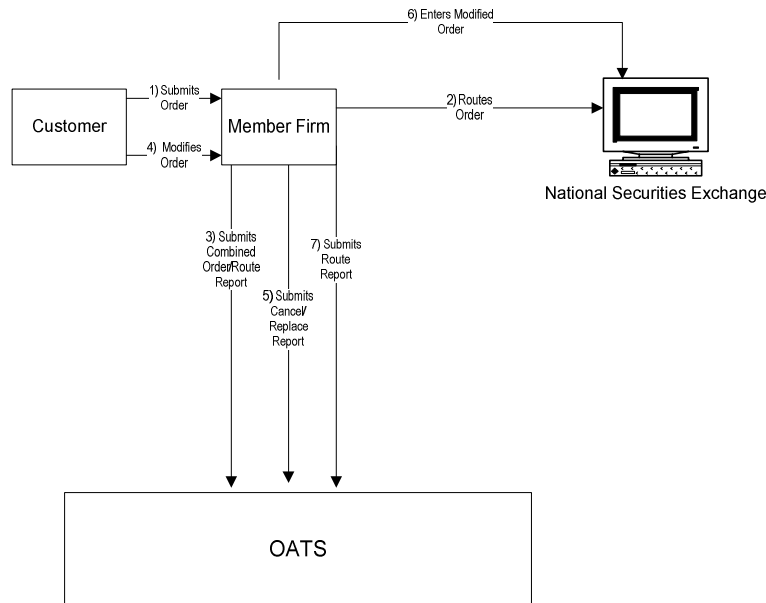 6) Enters Modified
Order
1) Submits
Order
Customer
Member Firm
2) Routes
Order
4) Modifies
Order
National Securities Exchange
3) Submits
Combined
Order/Route
Report
7) Submits
Route
Report
5) Submits
Cancel/
Replace
Report
OATS